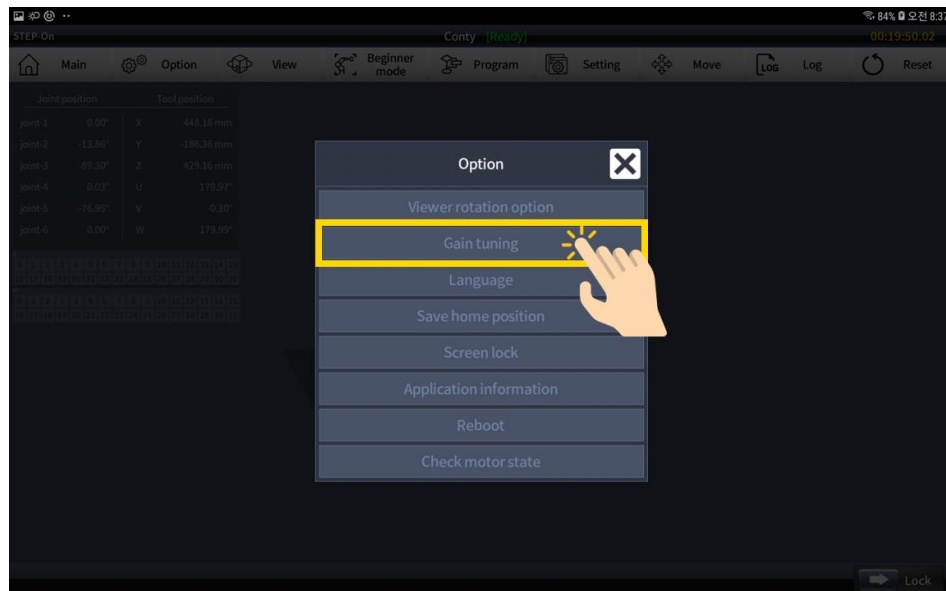 84% 오전 8:37
STEP-On Conty [Ready] 00:19:50.02
Main Option View Beginner mode Program Setting Move LOG Log Reset
Joint position Tool position
joint-1 0.00° X 448.16 mm
joint-2 -13.86° Y -186.36 mm
joint-3 -89.30° Z 429.16 mm
joint-4 0.03° U 179.97°
joint-5 -76.95° V -0.10°
joint-6 0.00° W 173.99°
Option
Viewer rotation option
Gain tuning
Language
Save home position
Screen lock
Application information
Reboot
Check motor state
Lock